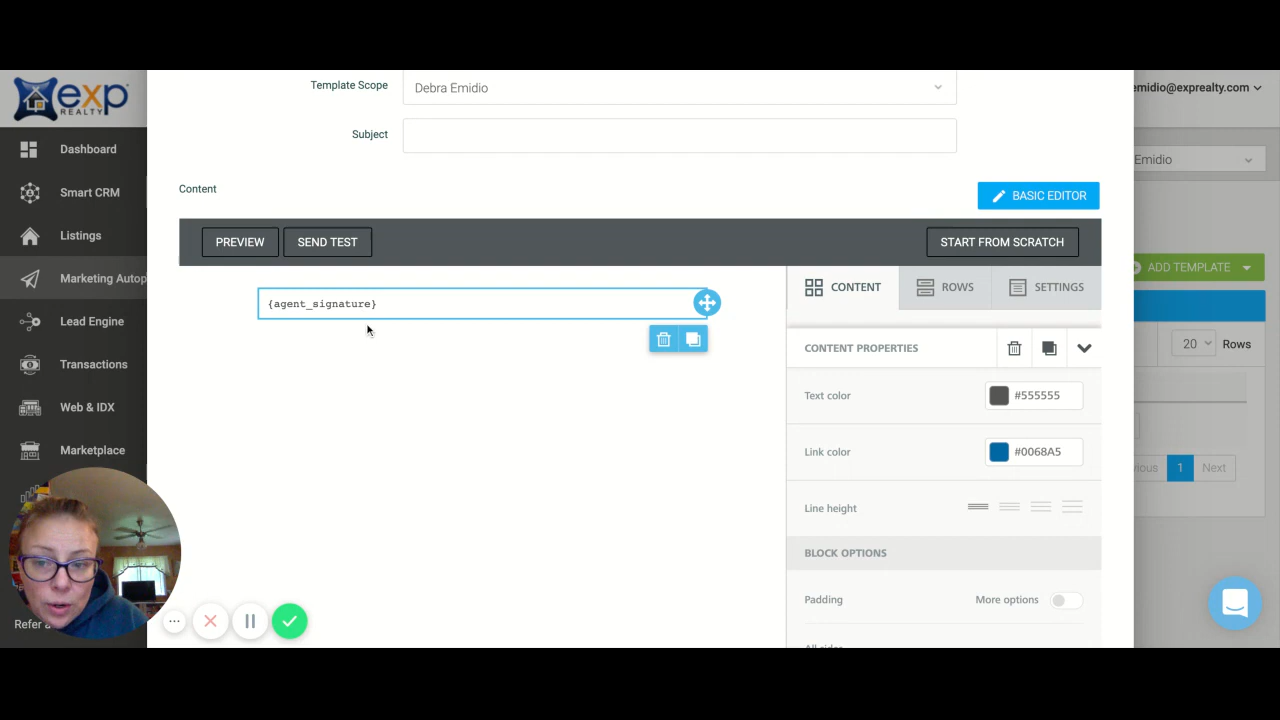 exp
REALTY
emidio@exprealty.com
Template Scope
Debra Emidio
Subject
Dashboard
Smart CRM
Listings
Marketing Autop
Lead Engine
Transactions
Web & IDX
Marketplace
Emidio
Content
BASIC EDITOR
PREVIEW
SEND TEST
START FROM SCRATCH
ADD TEMPLATE
{agent_signature}
CONTENT
ROWS
SETTINGS
CONTENT PROPERTIES
20
Rows
Text color
#555555
Link color
#0068A5
1
Next
Line height
BLOCK OPTIONS
Padding
More options